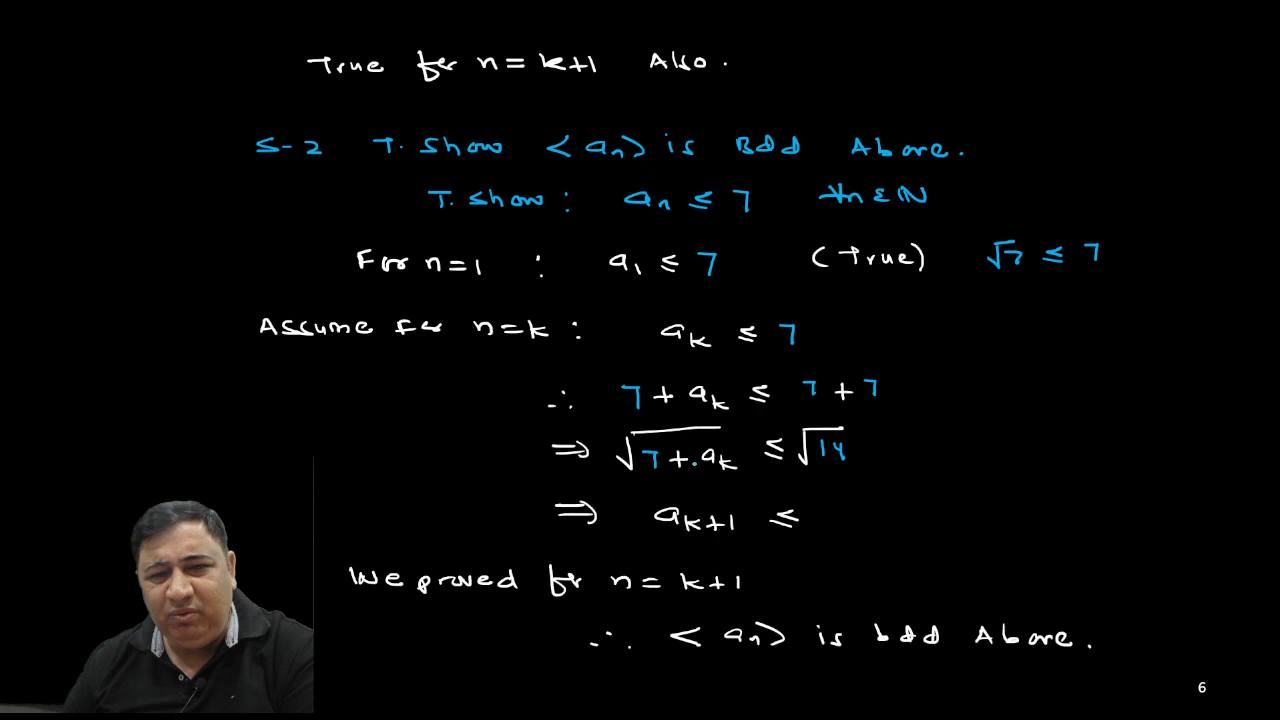 True for n = k+1 Also.
S-2 T. Show <aₙ> is Bdd Above.
T. Show : aₙ ≤ 7 ∀n∈ℕ
For n=1 : a₁ ≤ 7 (True) √7 ≤ 7
Assume for n=k : aₖ ≤ 7
∴ 7 + aₖ ≤ 7 + 7
⇒ √(7 + aₖ) ≤ √14
⇒ aₖ₊₁ ≤
We proved for n = k+1
∴ <aₙ> is bdd Above.
6